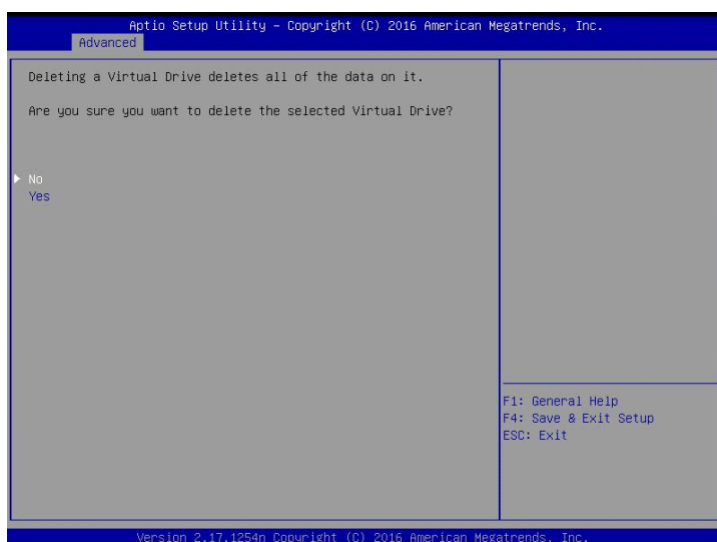 Aptio Setup Utility – Copyright (C) 2016 American Megatrends, Inc.
Advanced
Deleting a Virtual Drive deletes all of the data on it.
Are you sure you want to delete the selected Virtual Drive?
No
Yes
F1: General Help
F4: Save & Exit Setup
ESC: Exit
Version 2.17.1254n Copyright (C) 2016 American Megatrends, Inc.